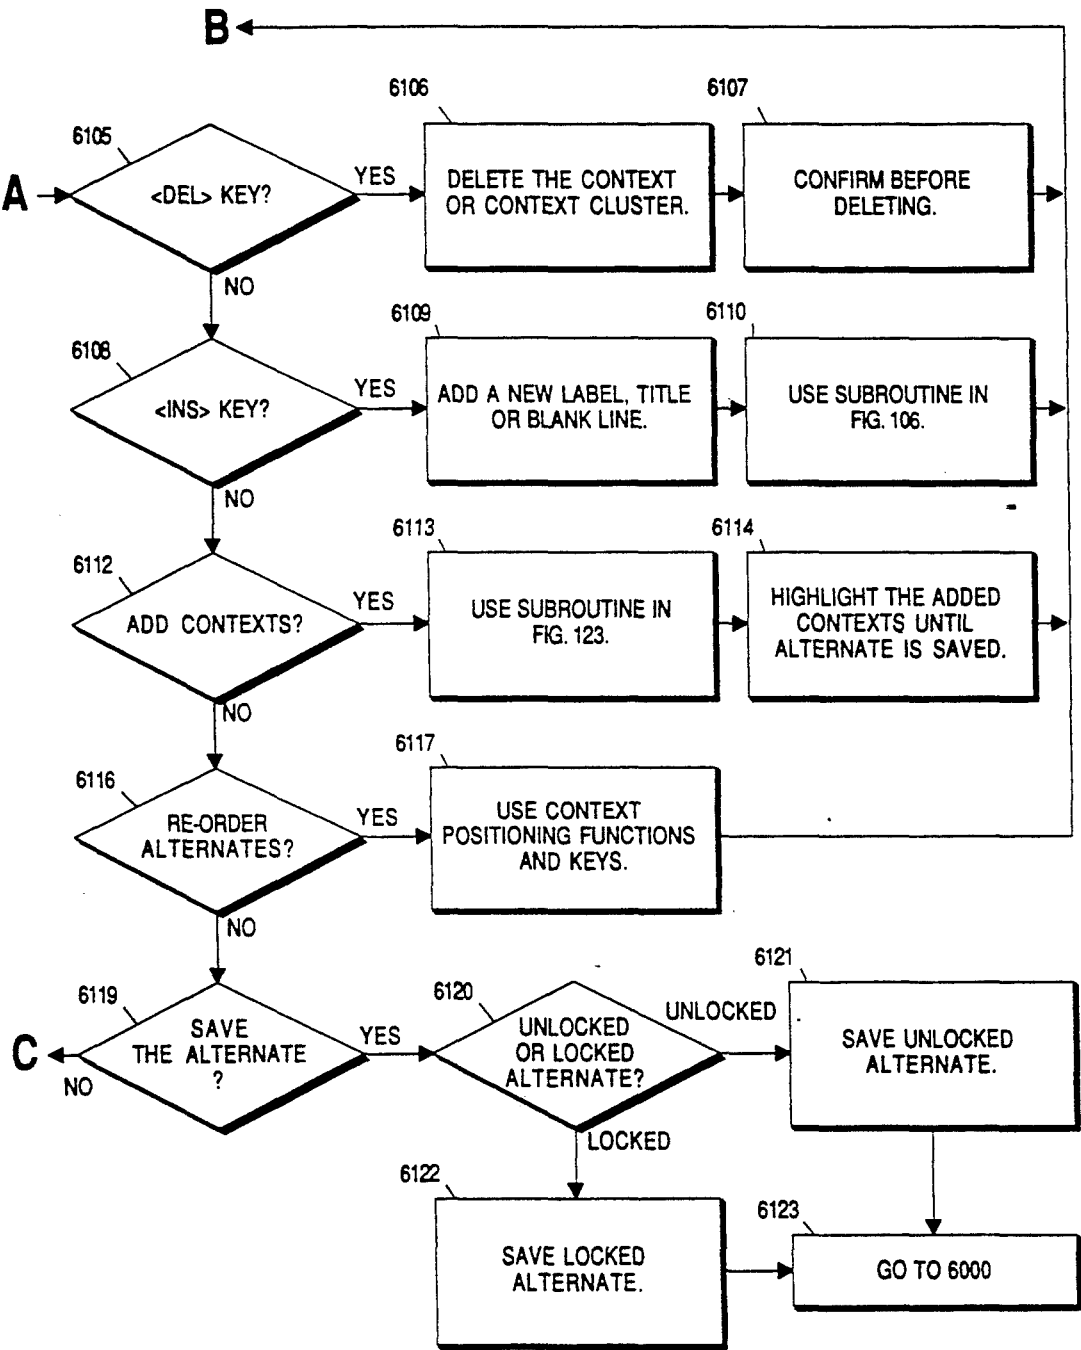 B
6106
6107
6105
A
<DEL> KEY?
YES
DELETE THE CONTEXT
OR CONTEXT CLUSTER.
CONFIRM BEFORE
DELETING.
NO
6109
6110
6108
<INS> KEY?
YES
ADD A NEW LABEL, TITLE
OR BLANK LINE.
USE SUBROUTINE IN
FIG. 106.
NO
6113
6114
6112
ADD CONTEXTS?
YES
USE SUBROUTINE IN
FIG. 123.
HIGHLIGHT THE ADDED
CONTEXTS UNTIL
ALTERNATE IS SAVED.
NO
6117
6116
RE-ORDER
ALTERNATES?
YES
USE CONTEXT
POSITIONING FUNCTIONS
AND KEYS.
NO
6121
6119
6120
C
NO
SAVE
THE ALTERNATE
?
YES
UNLOCKED
OR LOCKED
ALTERNATE?
UNLOCKED
SAVE UNLOCKED
ALTERNATE.
LOCKED
6122
6123
SAVE LOCKED
ALTERNATE.
GO TO 6000